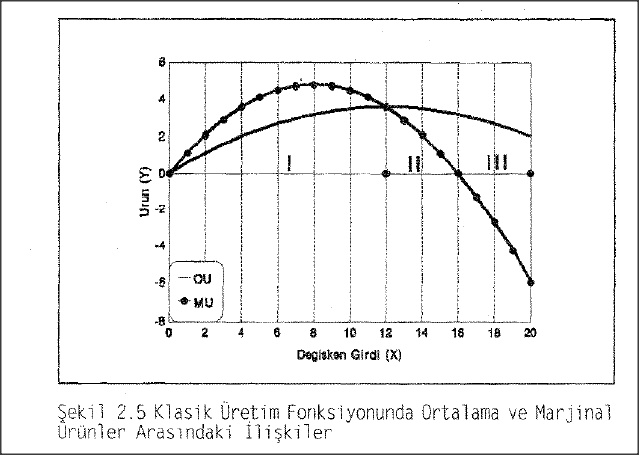 6
4
2
0
-2
-4
-6
-8
Urun (Y)
I
II
III
OU
MU
0 2 4 6 8 10 12 14 16 18 20
Degisken Girdi (X)
Şekil 2.5 Klasik Üretim Fonksiyonunda Ortalama ve Marjinal
Ürünler Arasındaki İlişkiler